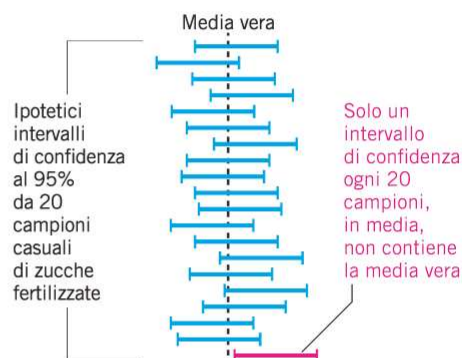 Media vera
Ipotetici
intervalli
di confidenza
al 95%
da 20
campioni
casuali
di zucche
fertilizzate
Solo un
intervallo
di confidenza
ogni 20
campioni,
in media,
non contiene
la media vera